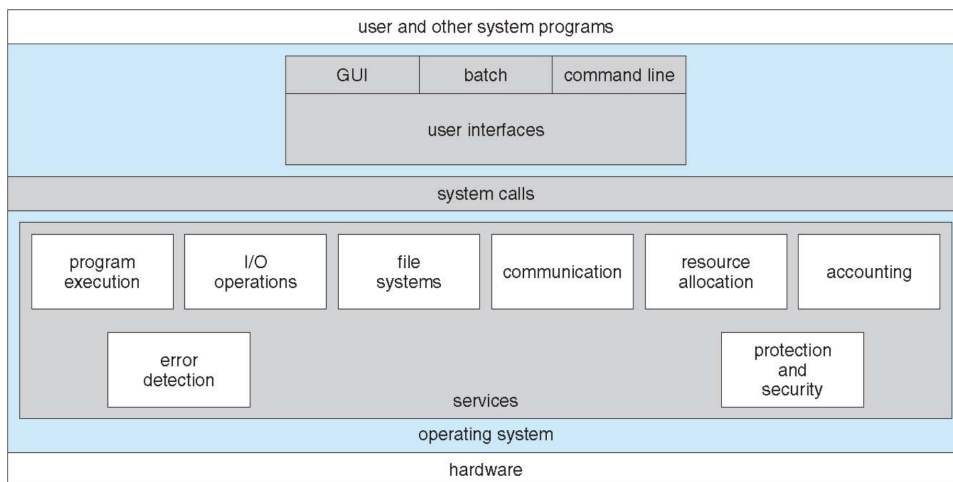 user and other system programs
GUI batch command line
user interfaces
system calls
program
execution
I/O
operations
file
systems
communication
resource
allocation
accounting
error
detection
protection
and
security
services
operating system
hardware